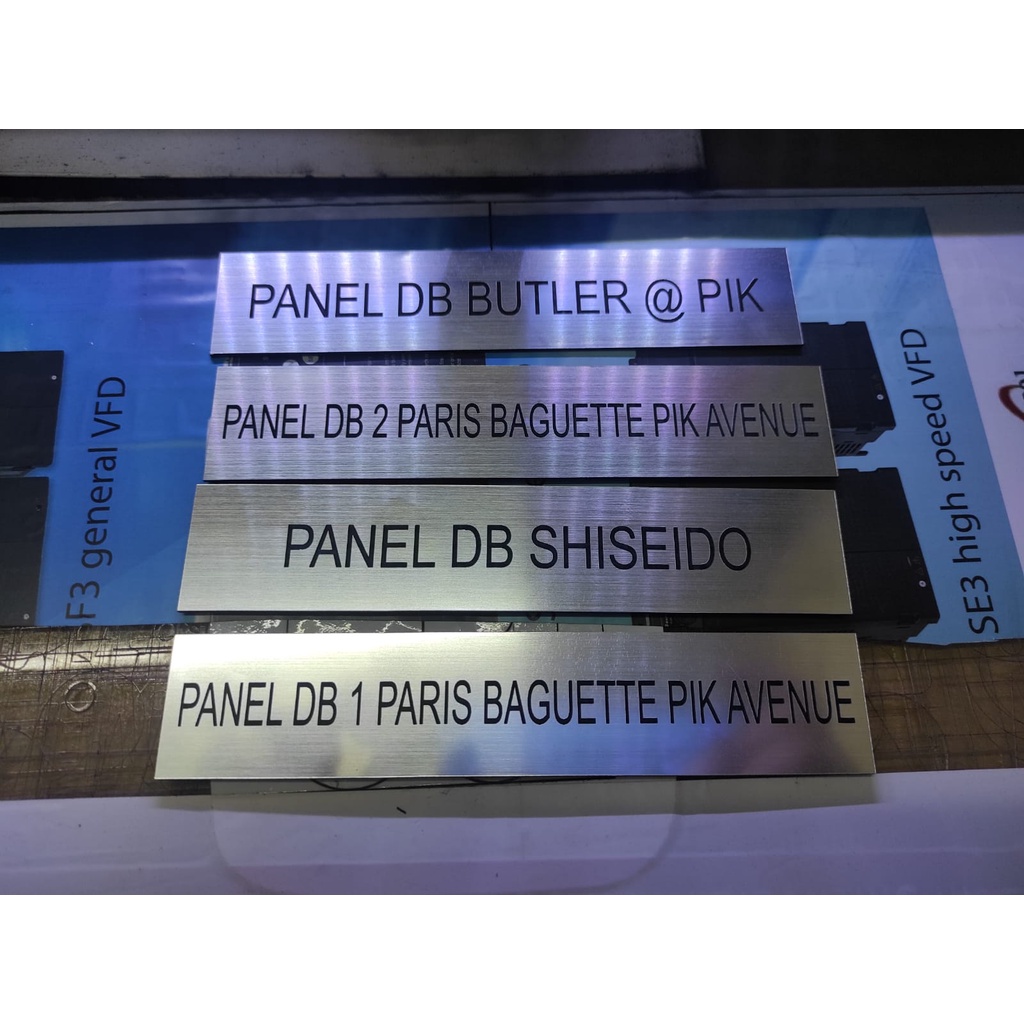 PANEL DB BUTLER @ PIK
PANEL DB 2 PARIS BAGUETTE PIK AVENUE
PANEL DB SHISEIDO
PANEL DB 1 PARIS BAGUETTE PIK AVENUE
F3 general VFD
SE3 high speed VFD